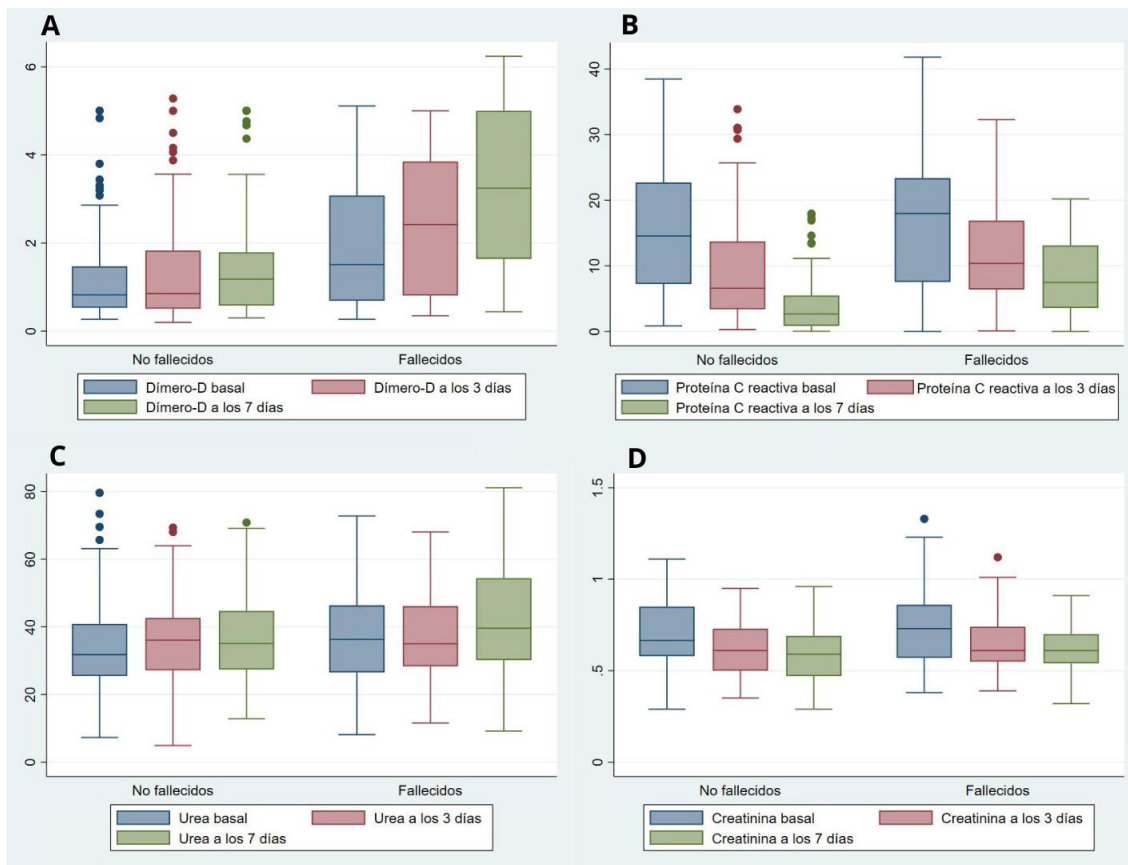 A
6
4
2
0
No fallecidos Fallecidos
Dímero-D basal Dímero-D a los 3 días
Dímero-D a los 7 días
B
40
30
20
10
0
No fallecidos Fallecidos
Proteína C reactiva basal Proteína C reactiva a los 3 días
Proteína C reactiva a los 7 días
C
80
60
40
20
0
No fallecidos Fallecidos
Urea basal Urea a los 3 días
Urea a los 7 días
D
1.5
1
.5
0
No fallecidos Fallecidos
Creatinina basal Creatinina a los 3 días
Creatinina a los 7 días